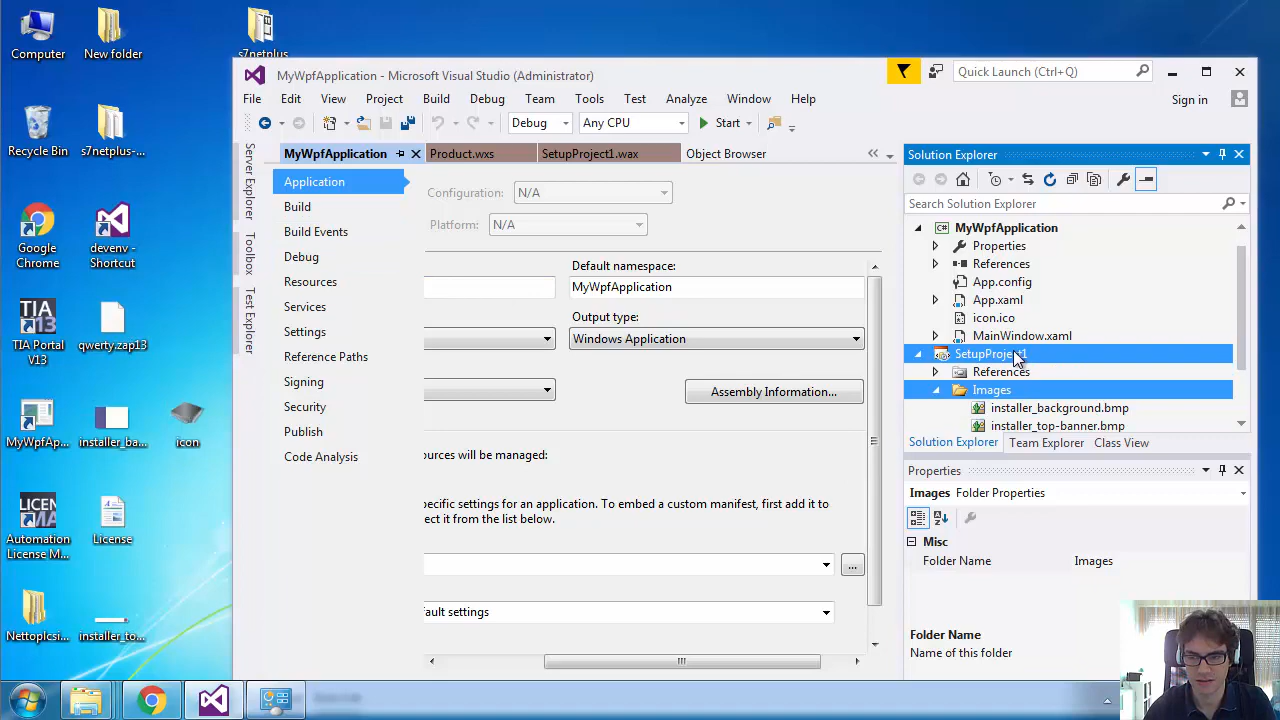 Computer
New folder
s7netplus
Recycle Bin
s7netplus-...
Google Chrome
devenv - Shortcut
TIA Portal V13
qwerty.zap13
MyWpfAp...
installer_ba...
icon
Automation License M...
License
Nettoplcsi...
installer_to...
MyWpfApplication - Microsoft Visual Studio (Administrator)
Quick Launch (Ctrl+Q)
File Edit View Project Build Debug Team Tools Test Analyze Window Help
Sign in
Debug Any CPU Start
Server Explorer
Toolbox
Test Explorer
MyWpfApplication Product.wxs SetupProject1.wax Object Browser
Application
Build
Build Events
Debug
Resources
Services
Settings
Reference Paths
Signing
Security
Publish
Code Analysis
Configuration: N/A
Platform: N/A
Default namespace:
MyWpfApplication
Output type:
Windows Application
Assembly Information...
ources will be managed:
ecific settings for an application. To embed a custom manifest, first add it to
ect it from the list below.
...
ault settings
Solution Explorer
Search Solution Explorer
C# MyWpfApplication
Properties
References
App.config
App.xaml
icon.ico
MainWindow.xaml
SetupProject1
References
Images
installer_background.bmp
installer_top-banner.bmp
Solution Explorer Team Explorer Class View
Properties
Images Folder Properties
Misc
Folder Name Images
Folder Name
Name of this folder